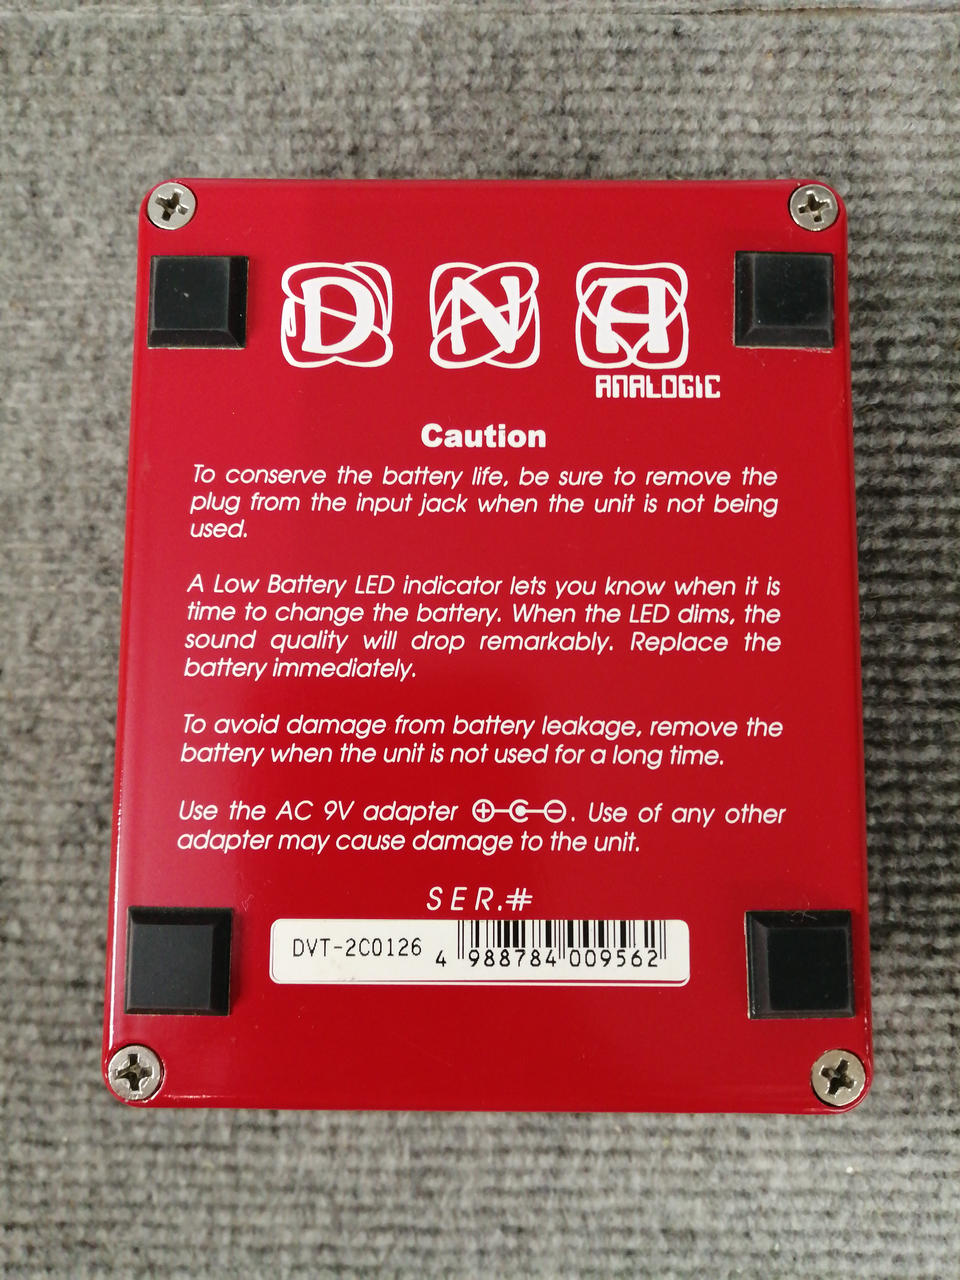 DNA
ANALOGIC
Caution
To conserve the battery life, be sure to remove the
plug from the input jack when the unit is not being
used.
A Low Battery LED indicator lets you know when it is
time to change the battery. When the LED dims, the
sound quality will drop remarkably. Replace the
battery immediately.
To avoid damage from battery leakage, remove the
battery when the unit is not used for a long time.
Use the AC 9V adapter . Use of any other
adapter may cause damage to the unit.
SER.#
DVT-2C0126 4 988784 009562